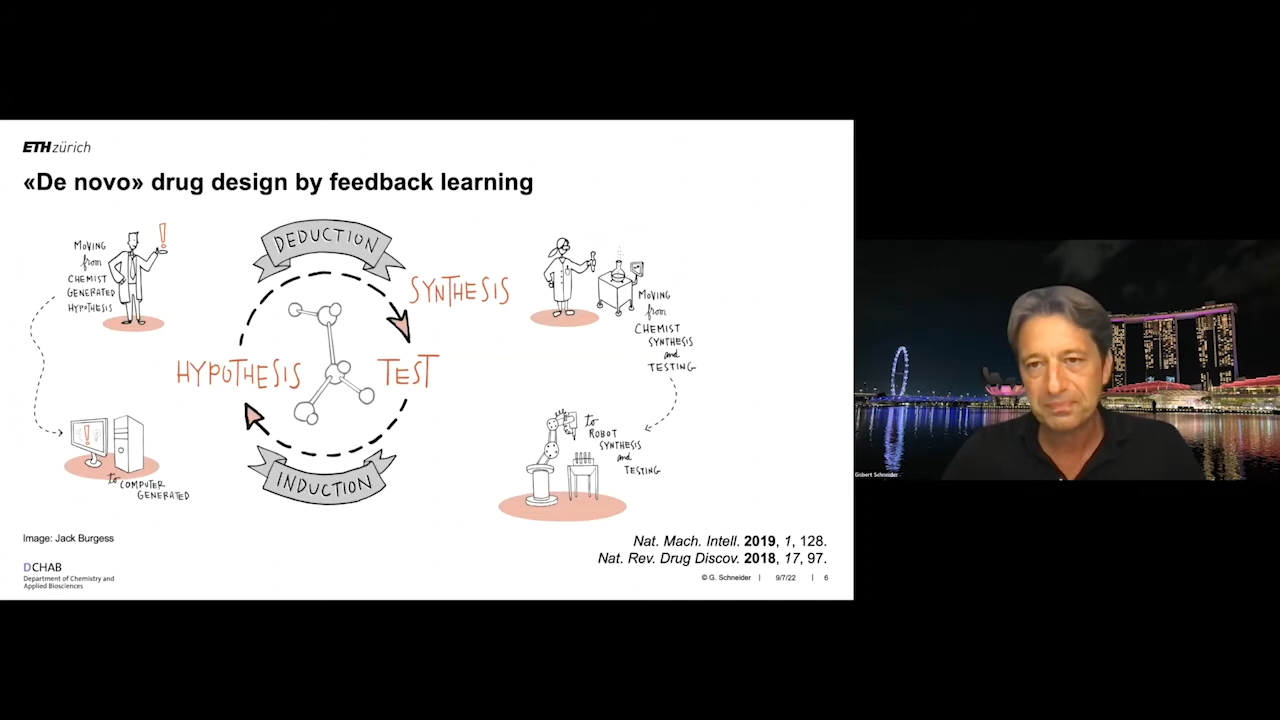 ETH zürich
«De novo» drug design by feedback learning
MOVING
from
CHEMIST
GENERATED
HYPOTHESIS
!
DEDUCTION
SYNTHESIS
HYPOTHESIS
TEST
INDUCTION
MOVING
from
CHEMIST
SYNTHESIS
and
TESTING
!
to COMPUTER
GENERATED
to
ROBOT
SYNTHESIS
and
TESTING
Image: Jack Burgess
Nat. Mach. Intell. 2019, 1, 128.
Nat. Rev. Drug Discov. 2018, 17, 97.
DCHAB
Department of Chemistry and
Applied Biosciences
© G. Schneider | 9/7/22 | 6
Gisbert Schneider